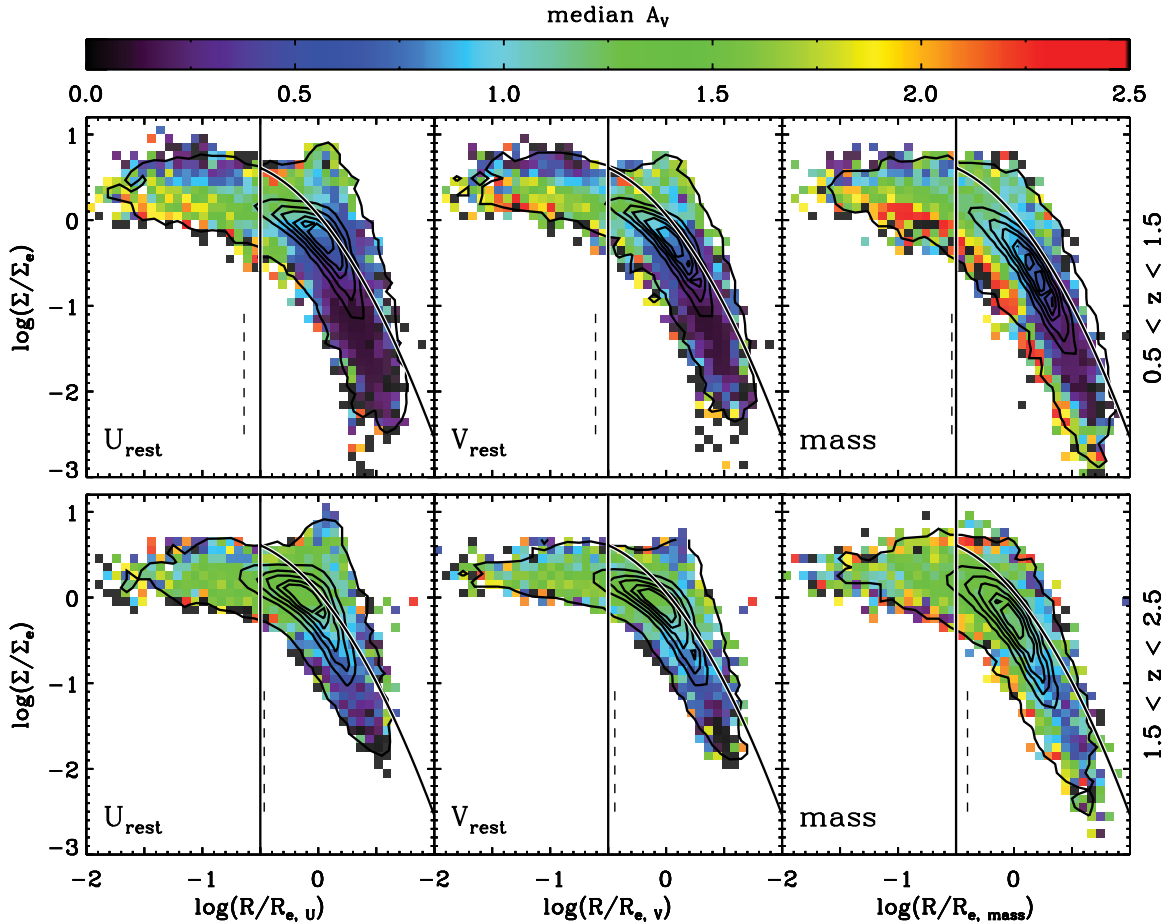 median A_V
0.0 0.5 1.0 1.5 2.0 2.5
log(Σ/Σ_e)
1
0
-1
-2
-3
U_rest
V_rest
mass
0.5 < z < 1.5
log(Σ/Σ_e)
1
0
-1
-2
-3
U_rest
V_rest
mass
1.5 < z < 2.5
-2 -1 0 -2 -1 0 -2 -1 0
log(R/R_e, U)
log(R/R_e, V)
log(R/R_e, mass)